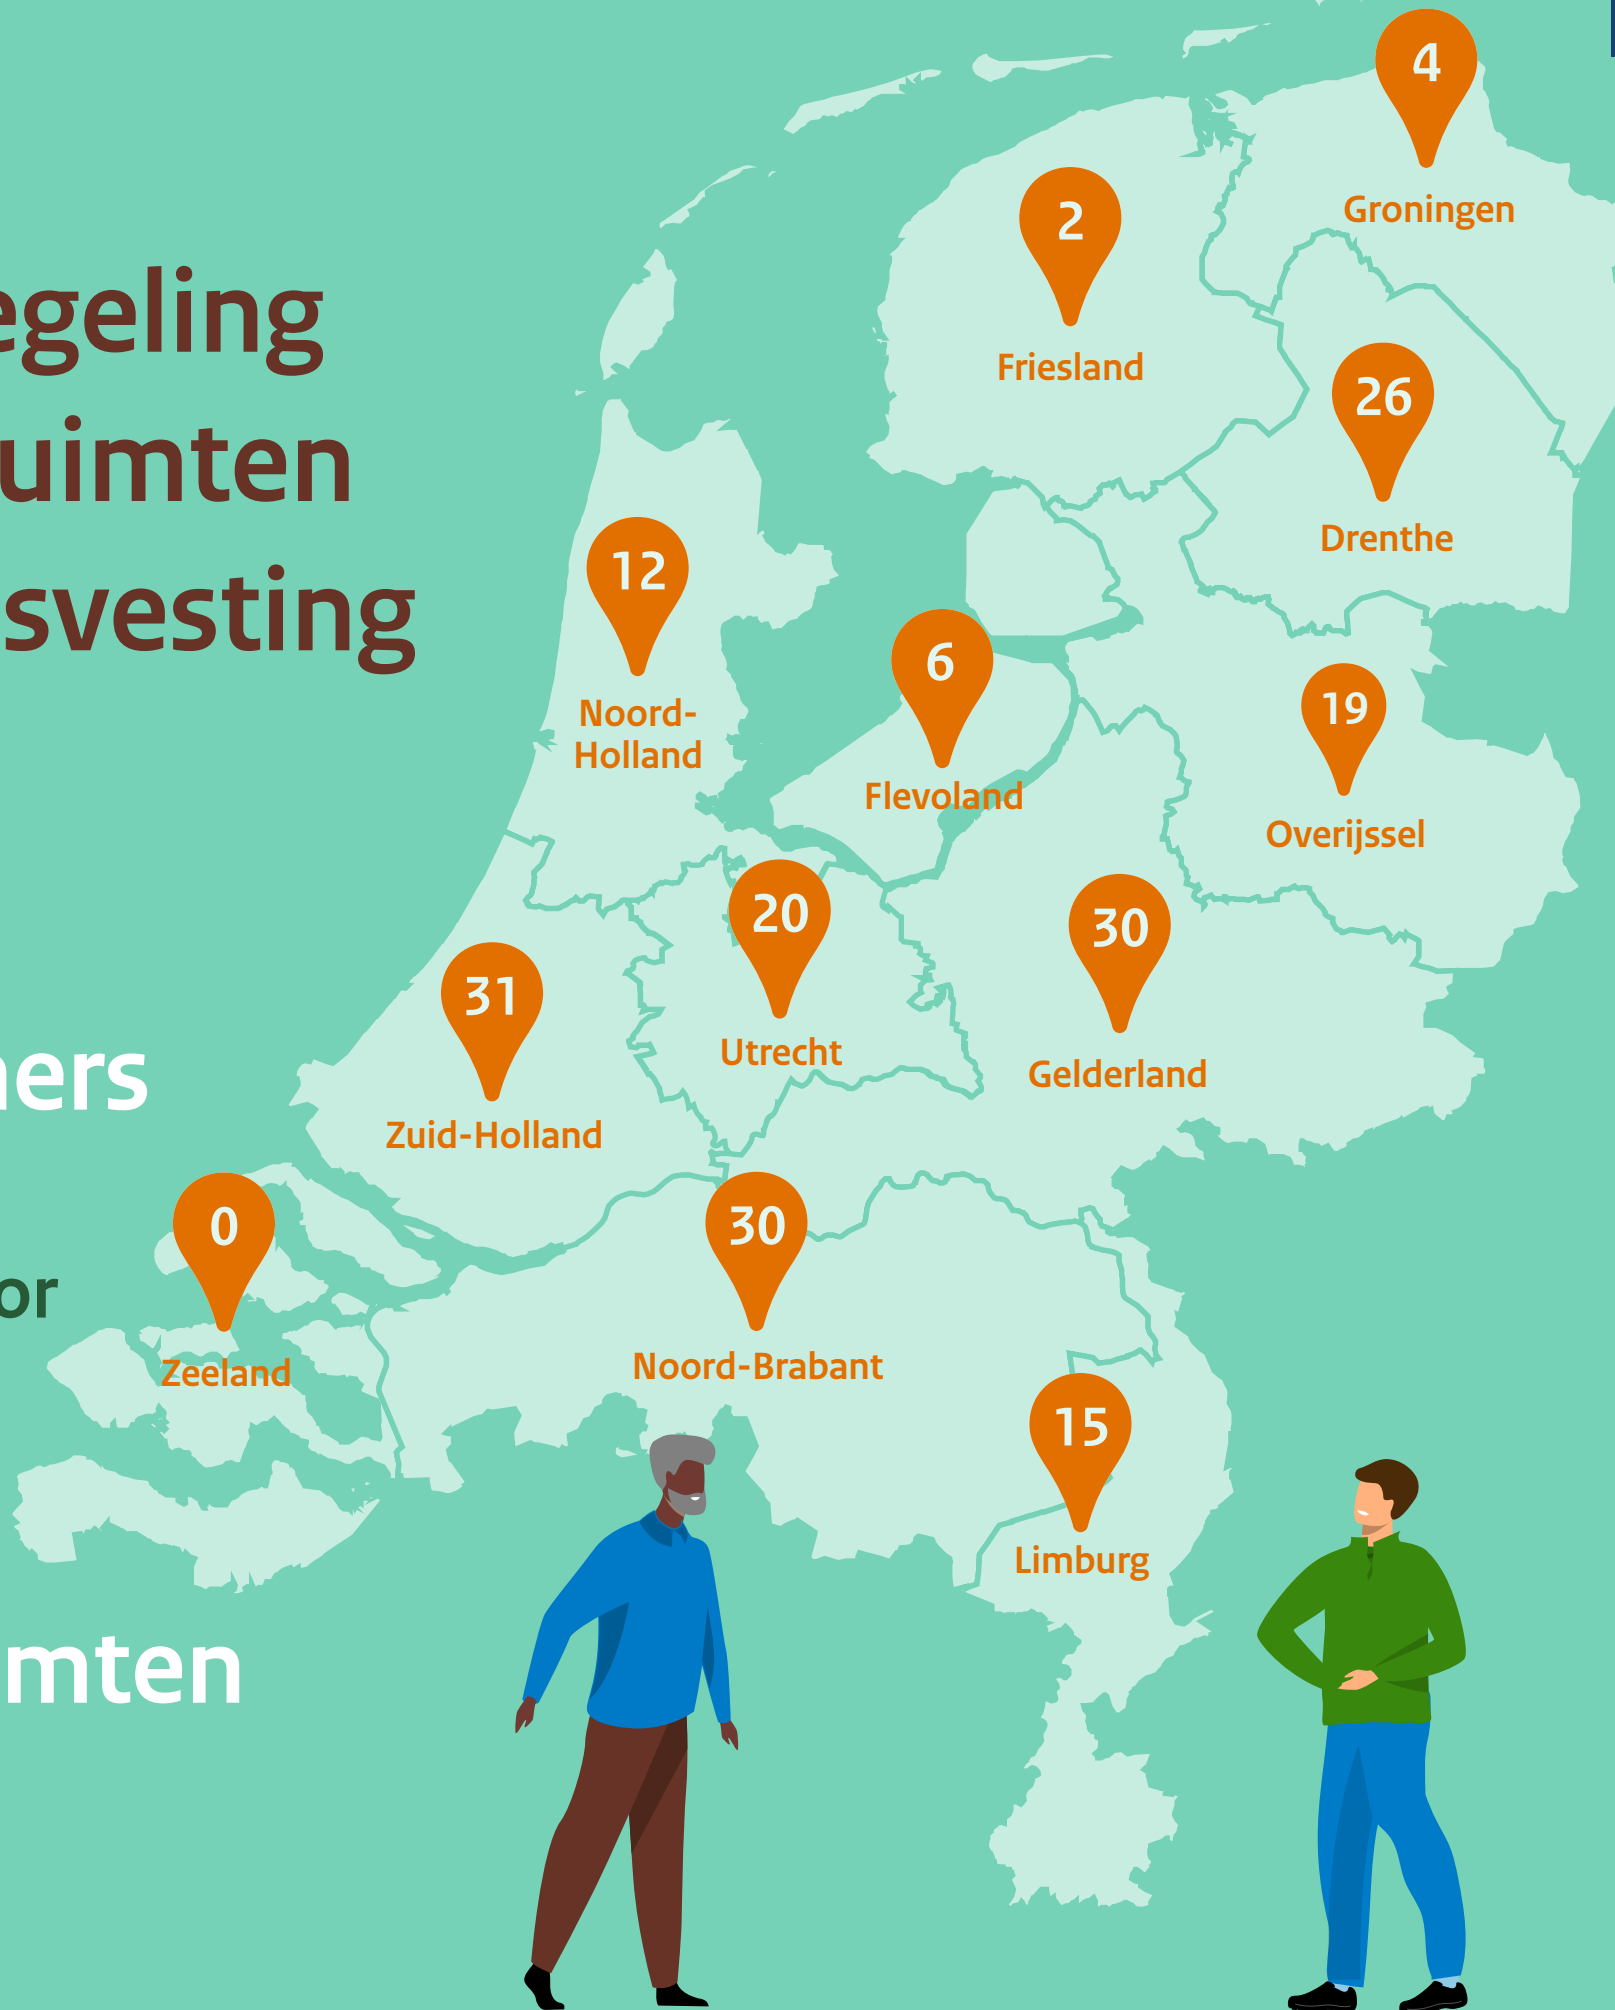 egeling
uimten
svesting
ners
or
mten
4
Groningen
2
Friesland
26
Drenthe
12
Noord-
Holland
6
Flevoland
19
Overijssel
20
Utrecht
30
Gelderland
31
Zuid-Holland
0
Zeeland
30
Noord-Brabant
15
Limburg